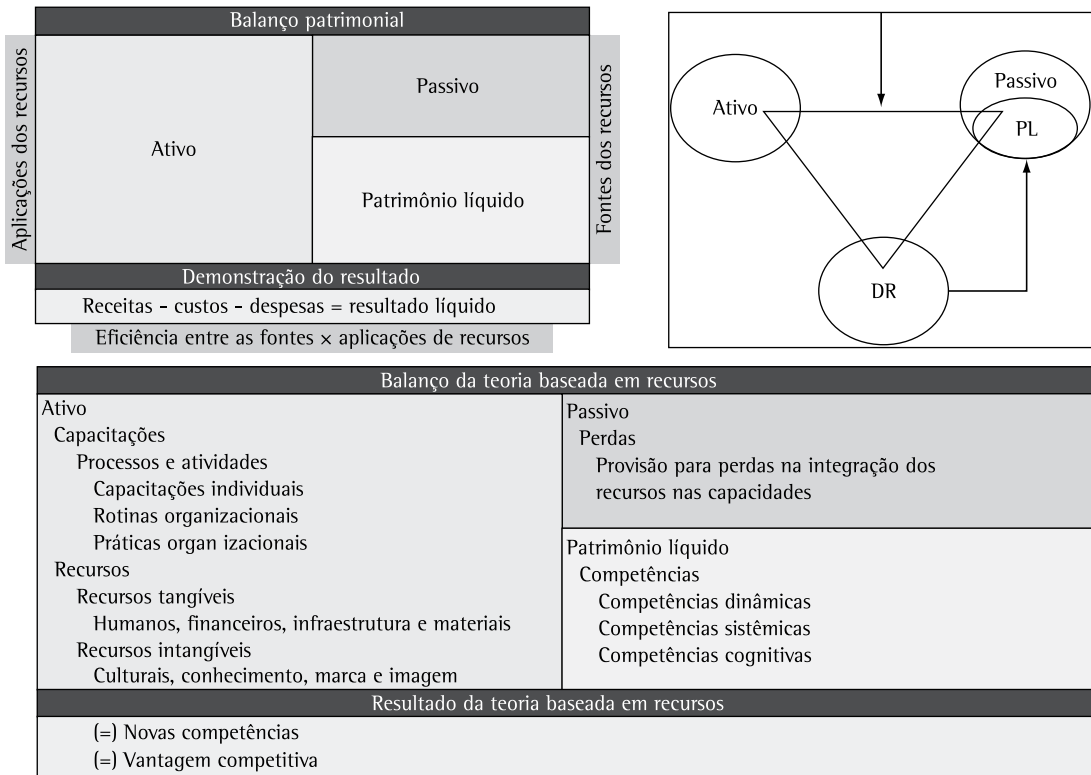 Balanço patrimonial
Aplicações dos recursos
Ativo
Passivo
Patrimônio líquido
Fontes dos recursos
Demonstração do resultado
Receitas - custos - despesas = resultado líquido
Eficiência entre as fontes × aplicações de recursos
Ativo
Passivo
PL
DR
Balanço da teoria baseada em recursos
Ativo
Capacitações
Processos e atividades
Capacitações individuais
Rotinas organizacionais
Práticas organ izacionais
Recursos
Recursos tangíveis
Humanos, financeiros, infraestrutura e materiais
Recursos intangíveis
Culturais, conhecimento, marca e imagem
Passivo
Perdas
Provisão para perdas na integração dos
recursos nas capacidades
Patrimônio líquido
Competências
Competências dinâmicas
Competências sistêmicas
Competências cognitivas
Resultado da teoria baseada em recursos
(=) Novas competências
(=) Vantagem competitiva